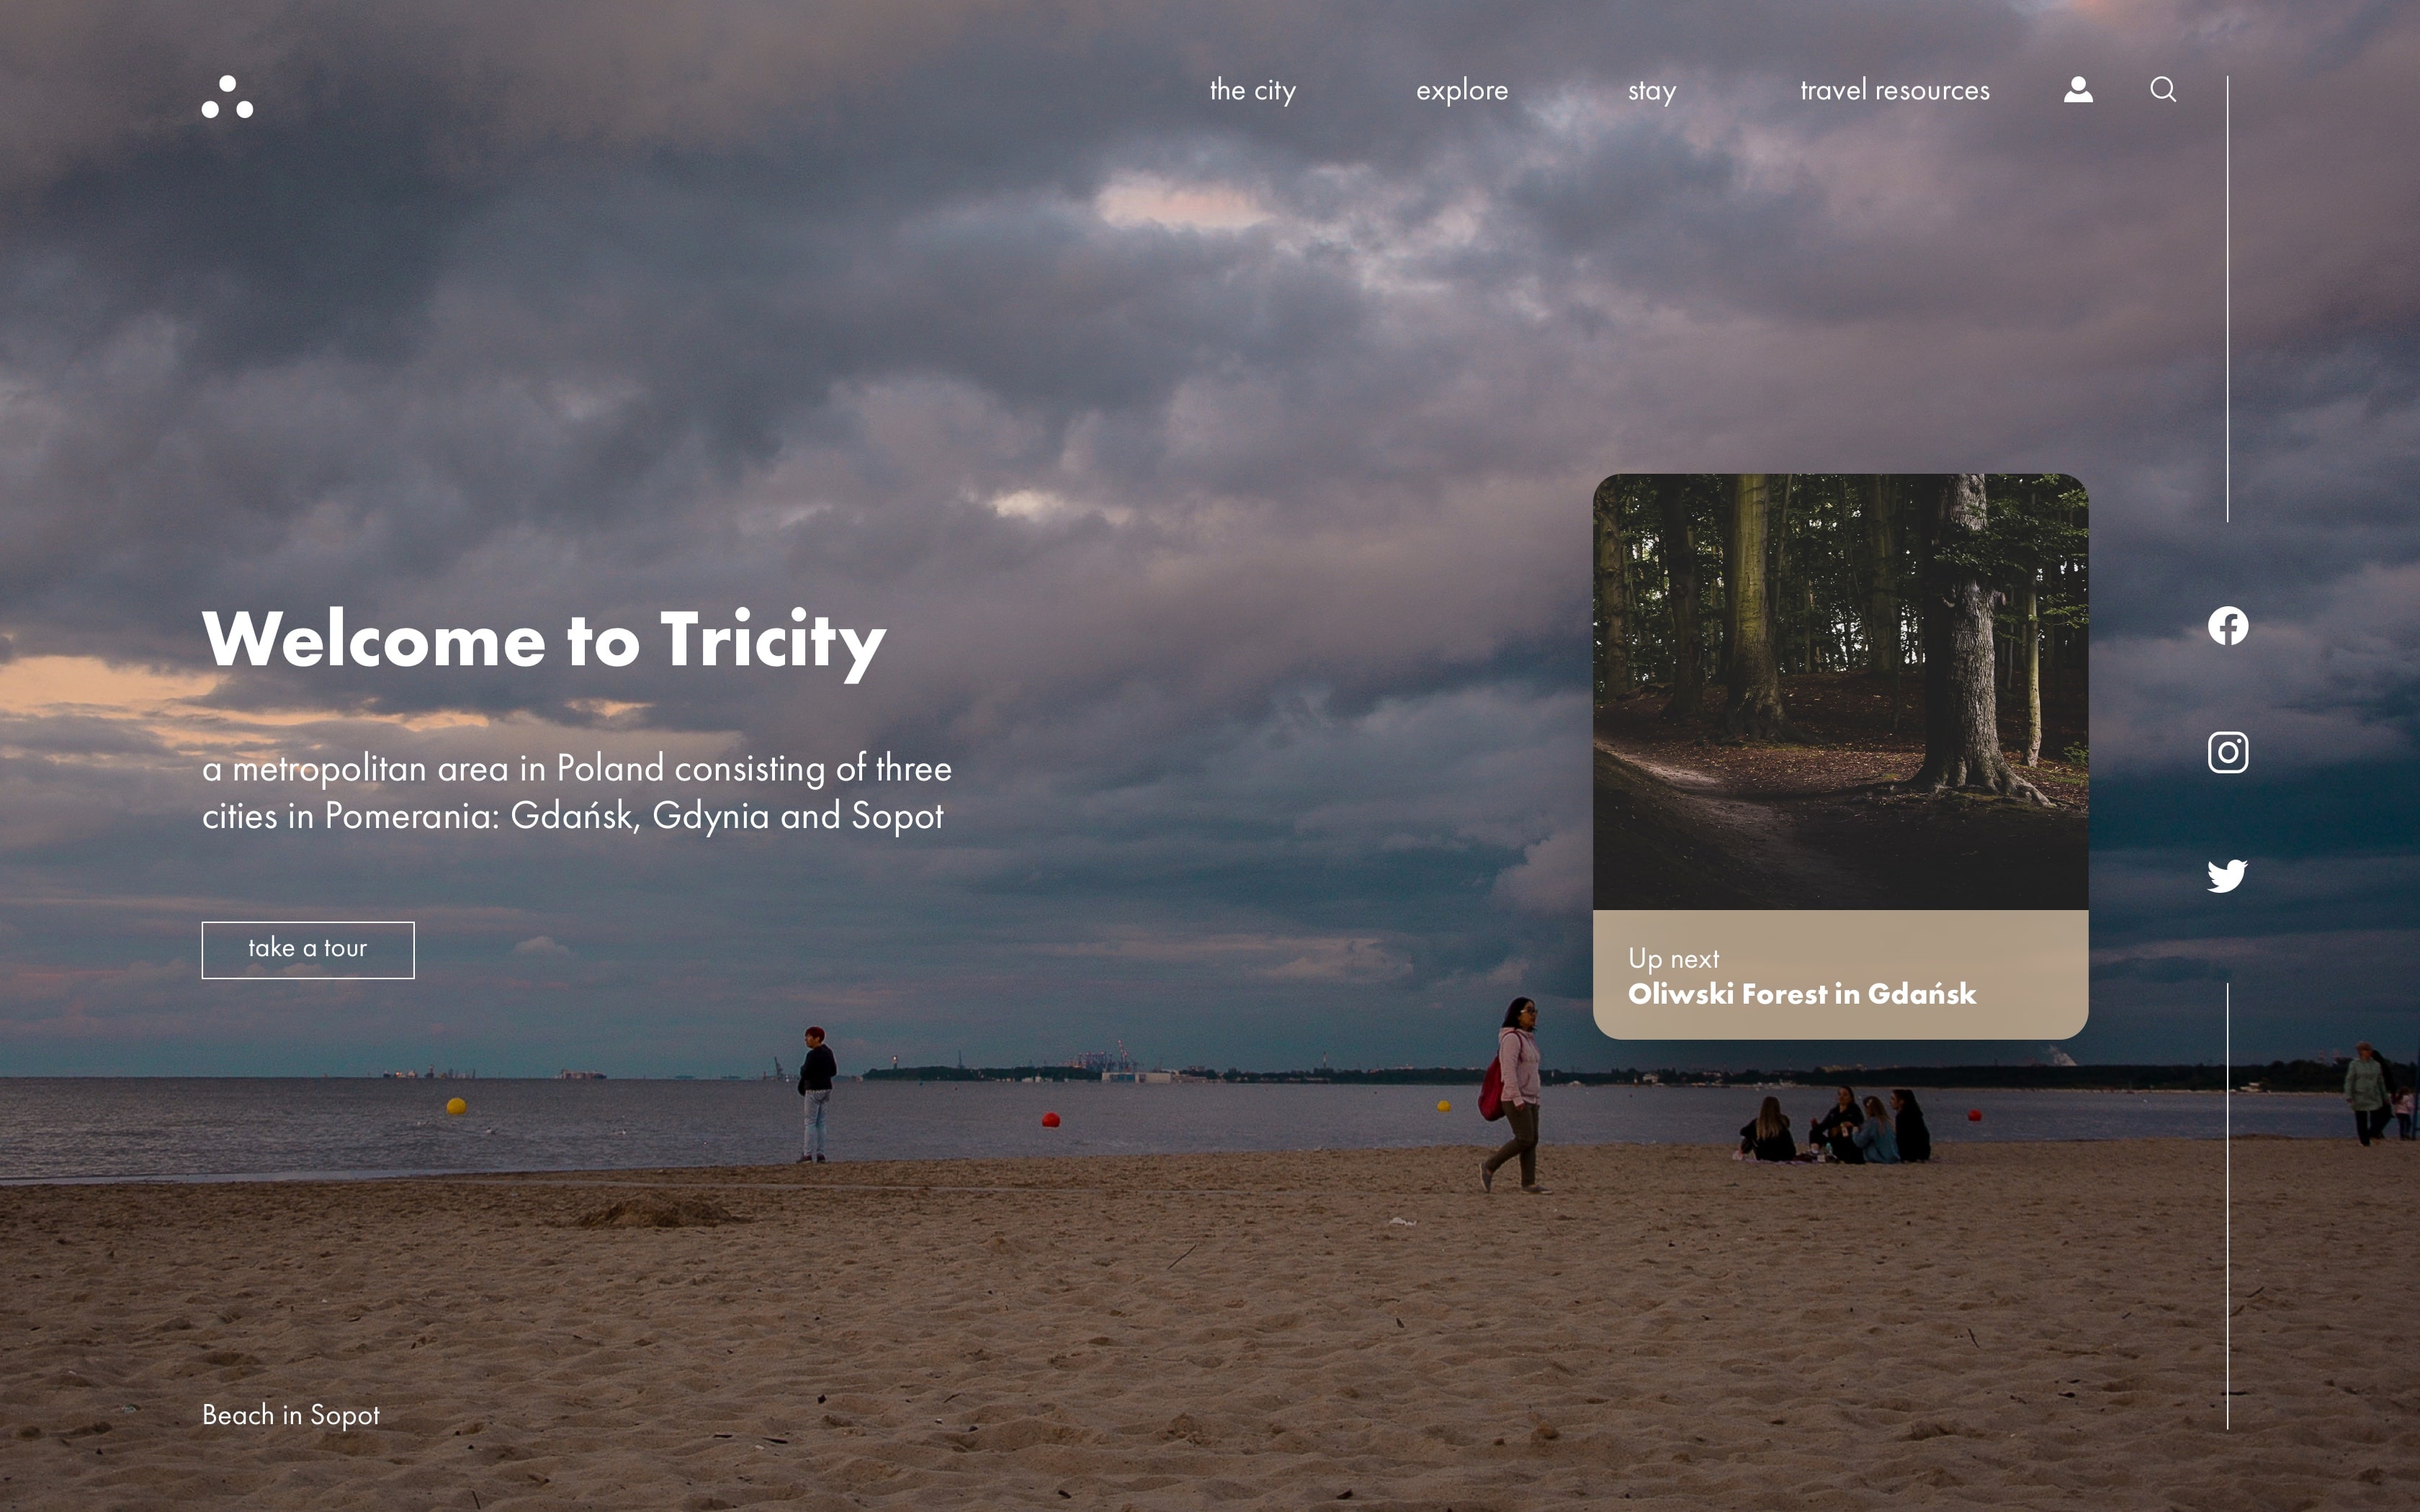 the city
explore
stay
travel resources
Welcome to Tricity
a metropolitan area in Poland consisting of three
cities in Pomerania: Gdańsk, Gdynia and Sopot
take a tour
Up next
Oliwski Forest in Gdańsk
Beach in Sopot